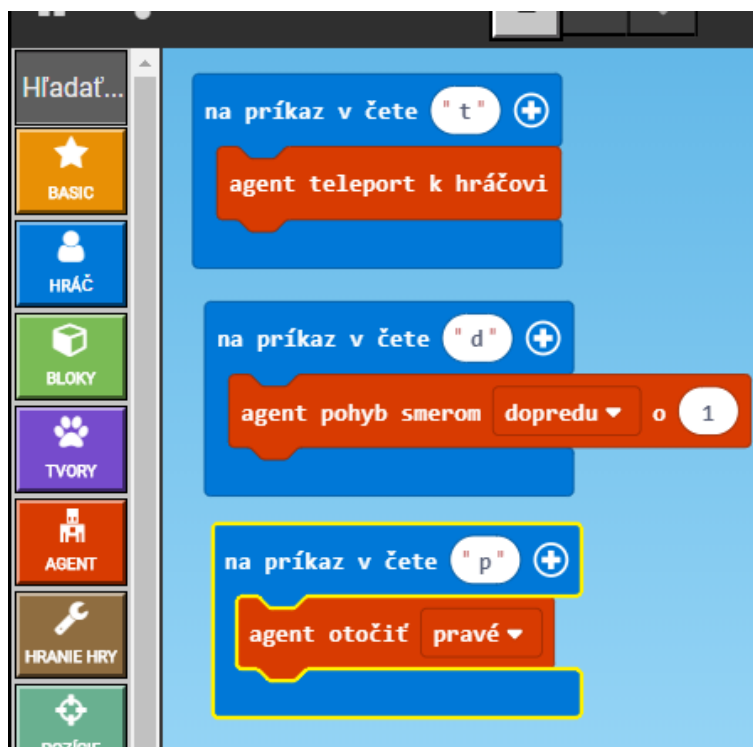 Hľadať...
BASIC
HRÁČ
BLOKY
TVORY
AGENT
HRANIE HRY
na príkaz v čete "t"
agent teleport k hráčovi
na príkaz v čete "d"
agent pohyb smerom dopredu o 1
na príkaz v čete "p"
agent otočiť pravé